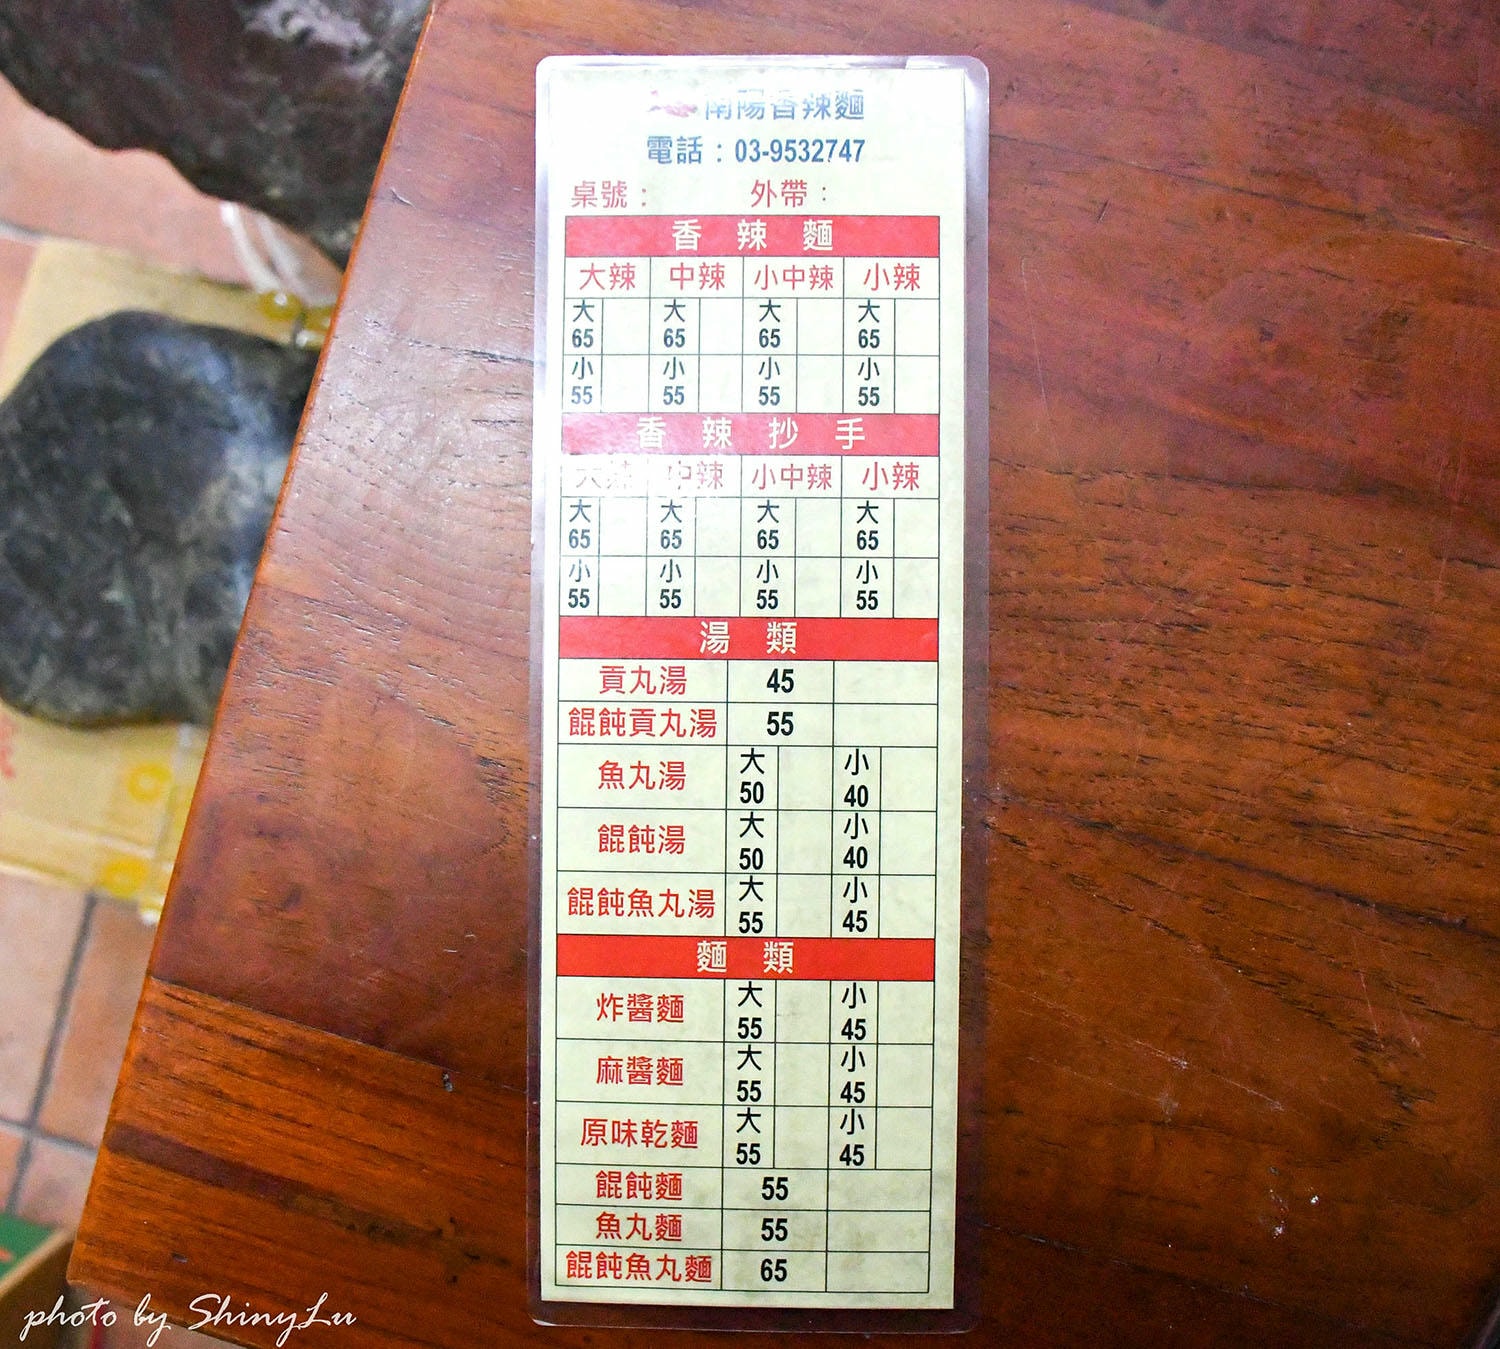 南陽香辣麵
電話：03-9532747
桌號： 外帶：
香辣麵
大辣 中辣 小中辣 小辣
大 大 大 大
65 65 65 65
小 小 小 小
55 55 55 55
香辣抄手
大辣 中辣 小中辣 小辣
大 大 大 大
65 65 65 65
小 小 小 小
55 55 55 55
湯類
貢丸湯 45
餛飩貢丸湯 55
魚丸湯 大 50 小 40
餛飩湯 大 50 小 40
餛飩魚丸湯 大 55 小 45
麵類
炸醬麵 大 55 小 45
麻醬麵 大 55 小 45
原味乾麵 大 55 小 45
餛飩麵 55
魚丸麵 55
餛飩魚丸麵 65
photo by ShinyLu